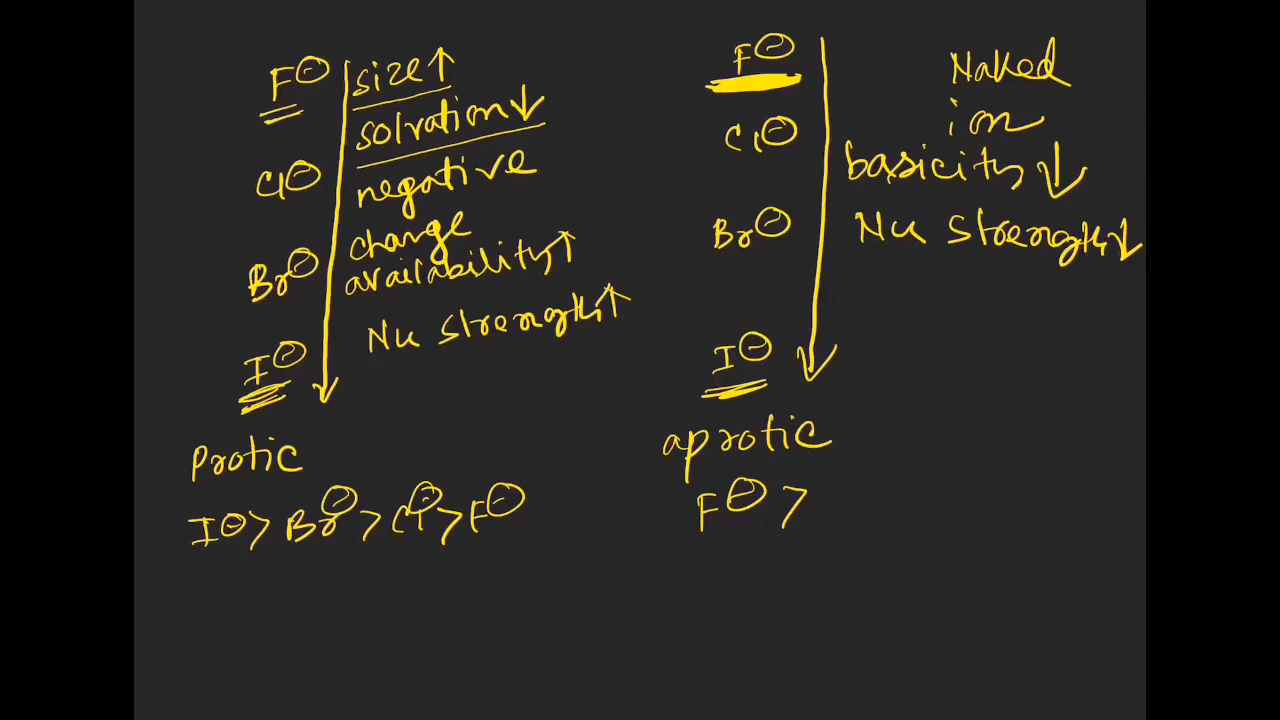 F⊖
size↑
solvation↓
Cl⊖
negative
change
availability↑
Br⊖
Nu strength↑
I⊖
Protic
I⊖ > Br⊖ > Cl⊖ > F⊖
F⊖
Naked
ion
Cl⊖
basicity↓
Br⊖
Nu strength↓
I⊖
aprotic
F⊖ >